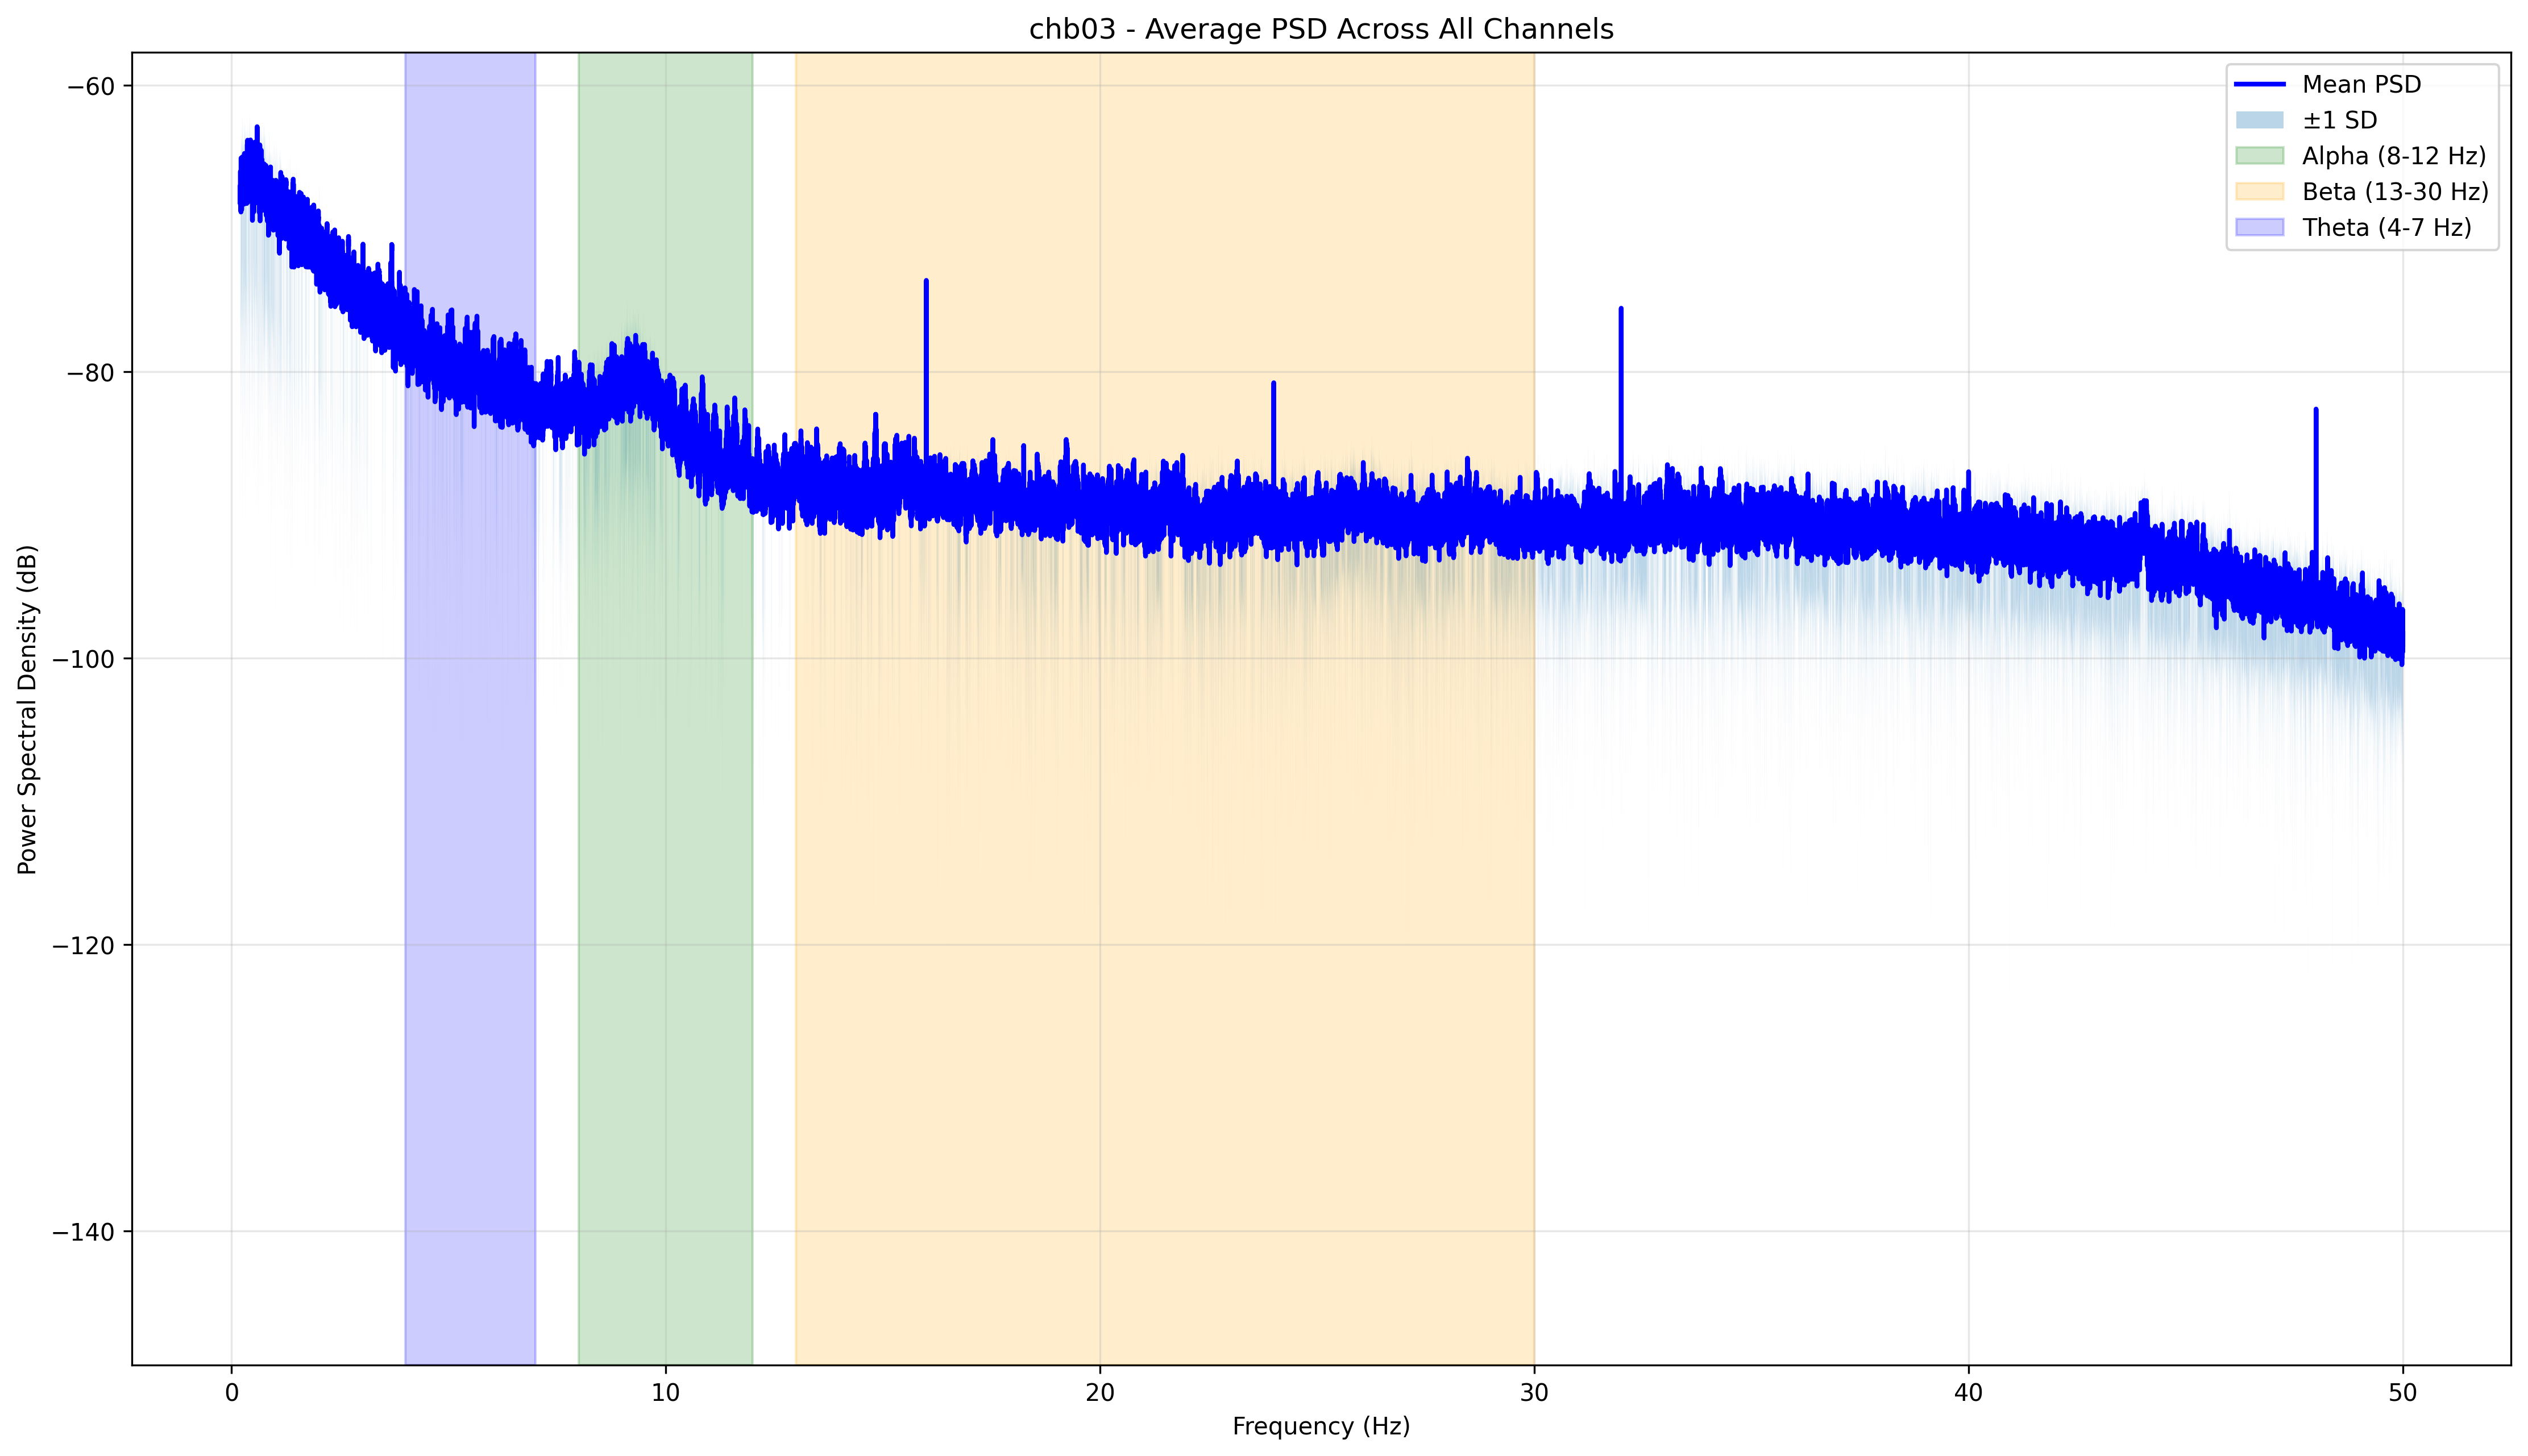 chb03 - Average PSD Across All Channels
Power Spectral Density (dB)
−60
−80
−100
−120
−140
Mean PSD
±1 SD
Alpha (8-12 Hz)
Beta (13-30 Hz)
Theta (4-7 Hz)
0 10 20 30 40 50
Frequency (Hz)